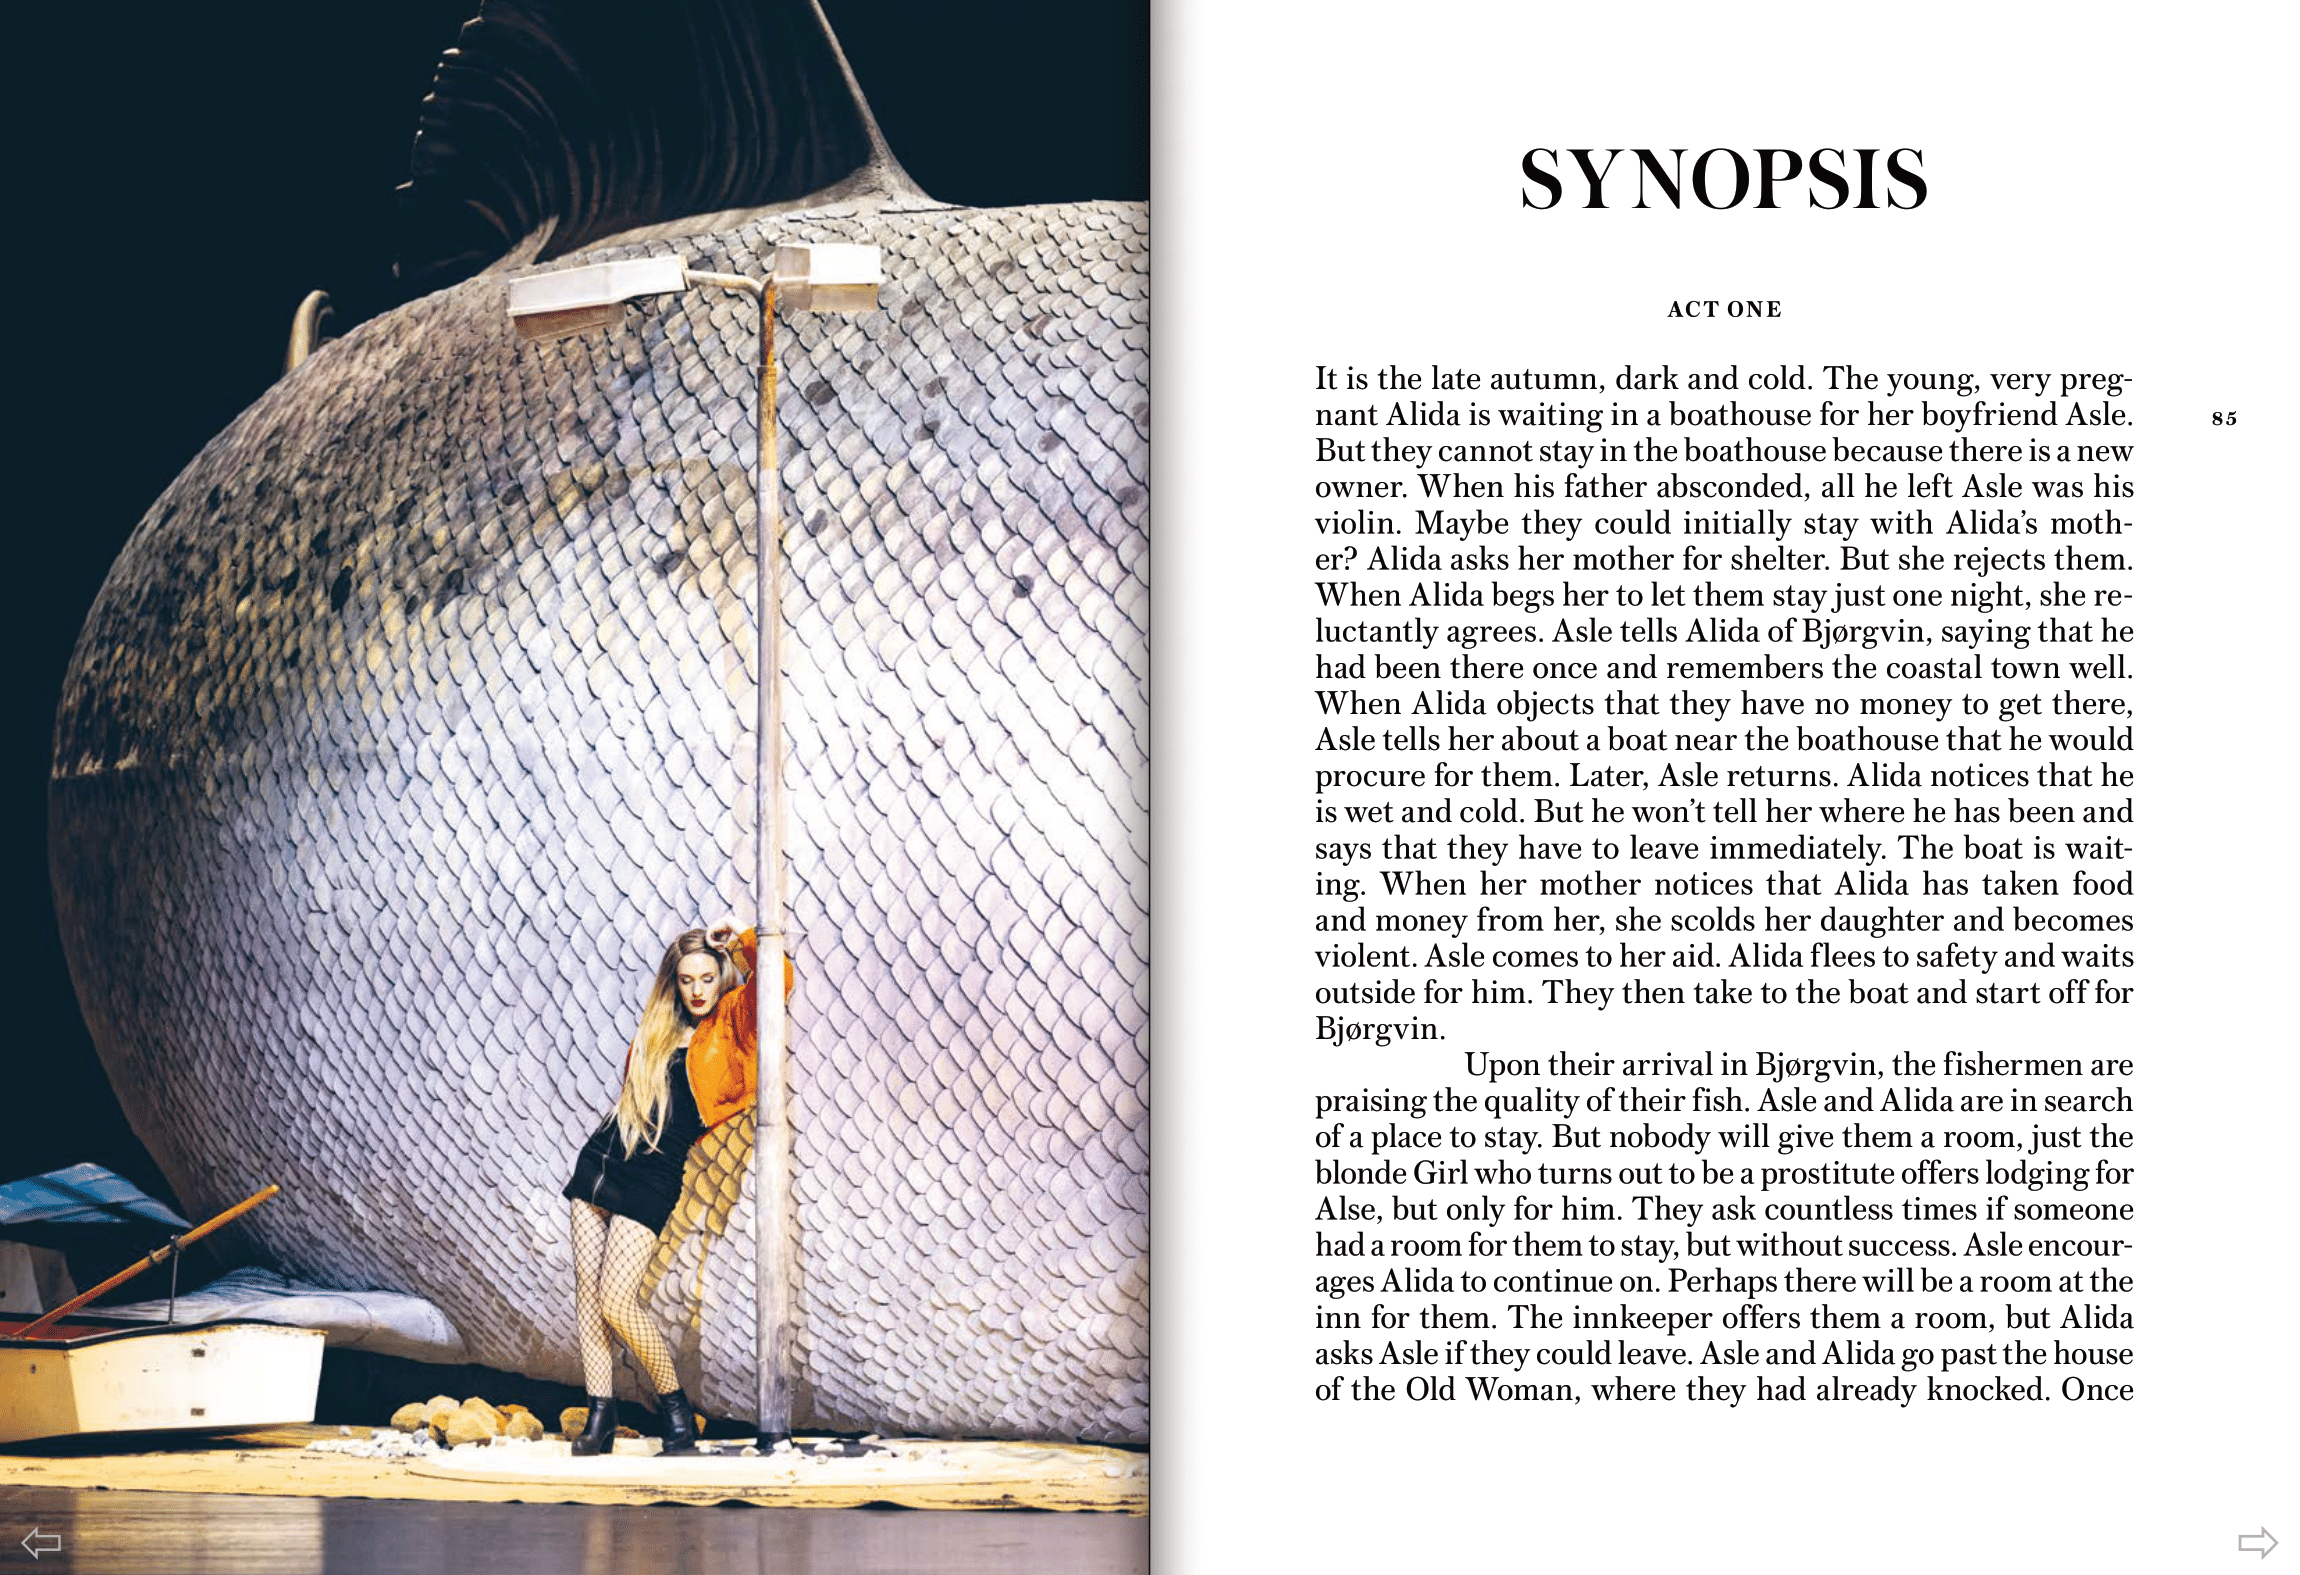 SYNOPSIS
ACT ONE
It is the late autumn, dark and cold. The young, very preg-
nant Alida is waiting in a boathouse for her boyfriend Asle.
But they cannot stay in the boathouse because there is a new
owner. When his father absconded, all he left Asle was his
violin. Maybe they could initially stay with Alida’s moth-
er? Alida asks her mother for shelter. But she rejects them.
When Alida begs her to let them stay just one night, she re-
luctantly agrees. Asle tells Alida of Bjørgvin, saying that he
had been there once and remembers the coastal town well.
When Alida objects that they have no money to get there,
Asle tells her about a boat near the boathouse that he would
procure for them. Later, Asle returns. Alida notices that he
is wet and cold. But he won’t tell her where he has been and
says that they have to leave immediately. The boat is wait-
ing. When her mother notices that Alida has taken food
and money from her, she scolds her daughter and becomes
violent. Asle comes to her aid. Alida flees to safety and waits
outside for him. They then take to the boat and start off for
Bjørgvin.
Upon their arrival in Bjørgvin, the fishermen are
praising the quality of their fish. Asle and Alida are in search
of a place to stay. But nobody will give them a room, just the
blonde Girl who turns out to be a prostitute offers lodging for
Alse, but only for him. They ask countless times if someone
had a room for them to stay, but without success. Asle encour-
ages Alida to continue on. Perhaps there will be a room at the
inn for them. The innkeeper offers them a room, but Alida
asks Asle if they could leave. Asle and Alida go past the house
of the Old Woman, where they had already knocked. Once
85